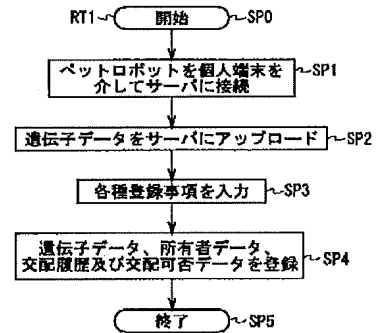 RT1 開始 SP0
ペットロボットを個人端末を
介してサーバに接続 SP1
遺伝子データをサーバにアップロード SP2
各種登録事項を入力 SP3
遺伝子データ、所有者データ、
交配履歴及び交配可否データを登録 SP4
終了 SP5